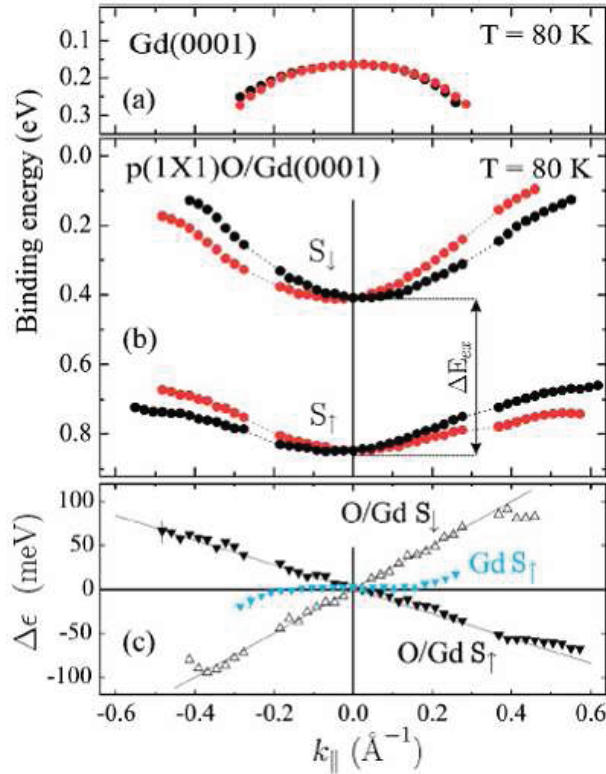 Gd(0001)
T = 80 K
0.1
0.2
0.3
(a)
p(1X1)O/Gd(0001)
T = 80 K
Binding energy (eV)
0.0
0.2
0.4
0.6
0.8
S↓
(b)
ΔE_ex
S↑
100
50
0
-50
-100
Δϵ (meV)
O/Gd S↓
Gd S↑
(c)
O/Gd S↑
-0.6 -0.4 -0.2 0.0 0.2 0.4 0.6
k∥ (Å⁻¹)